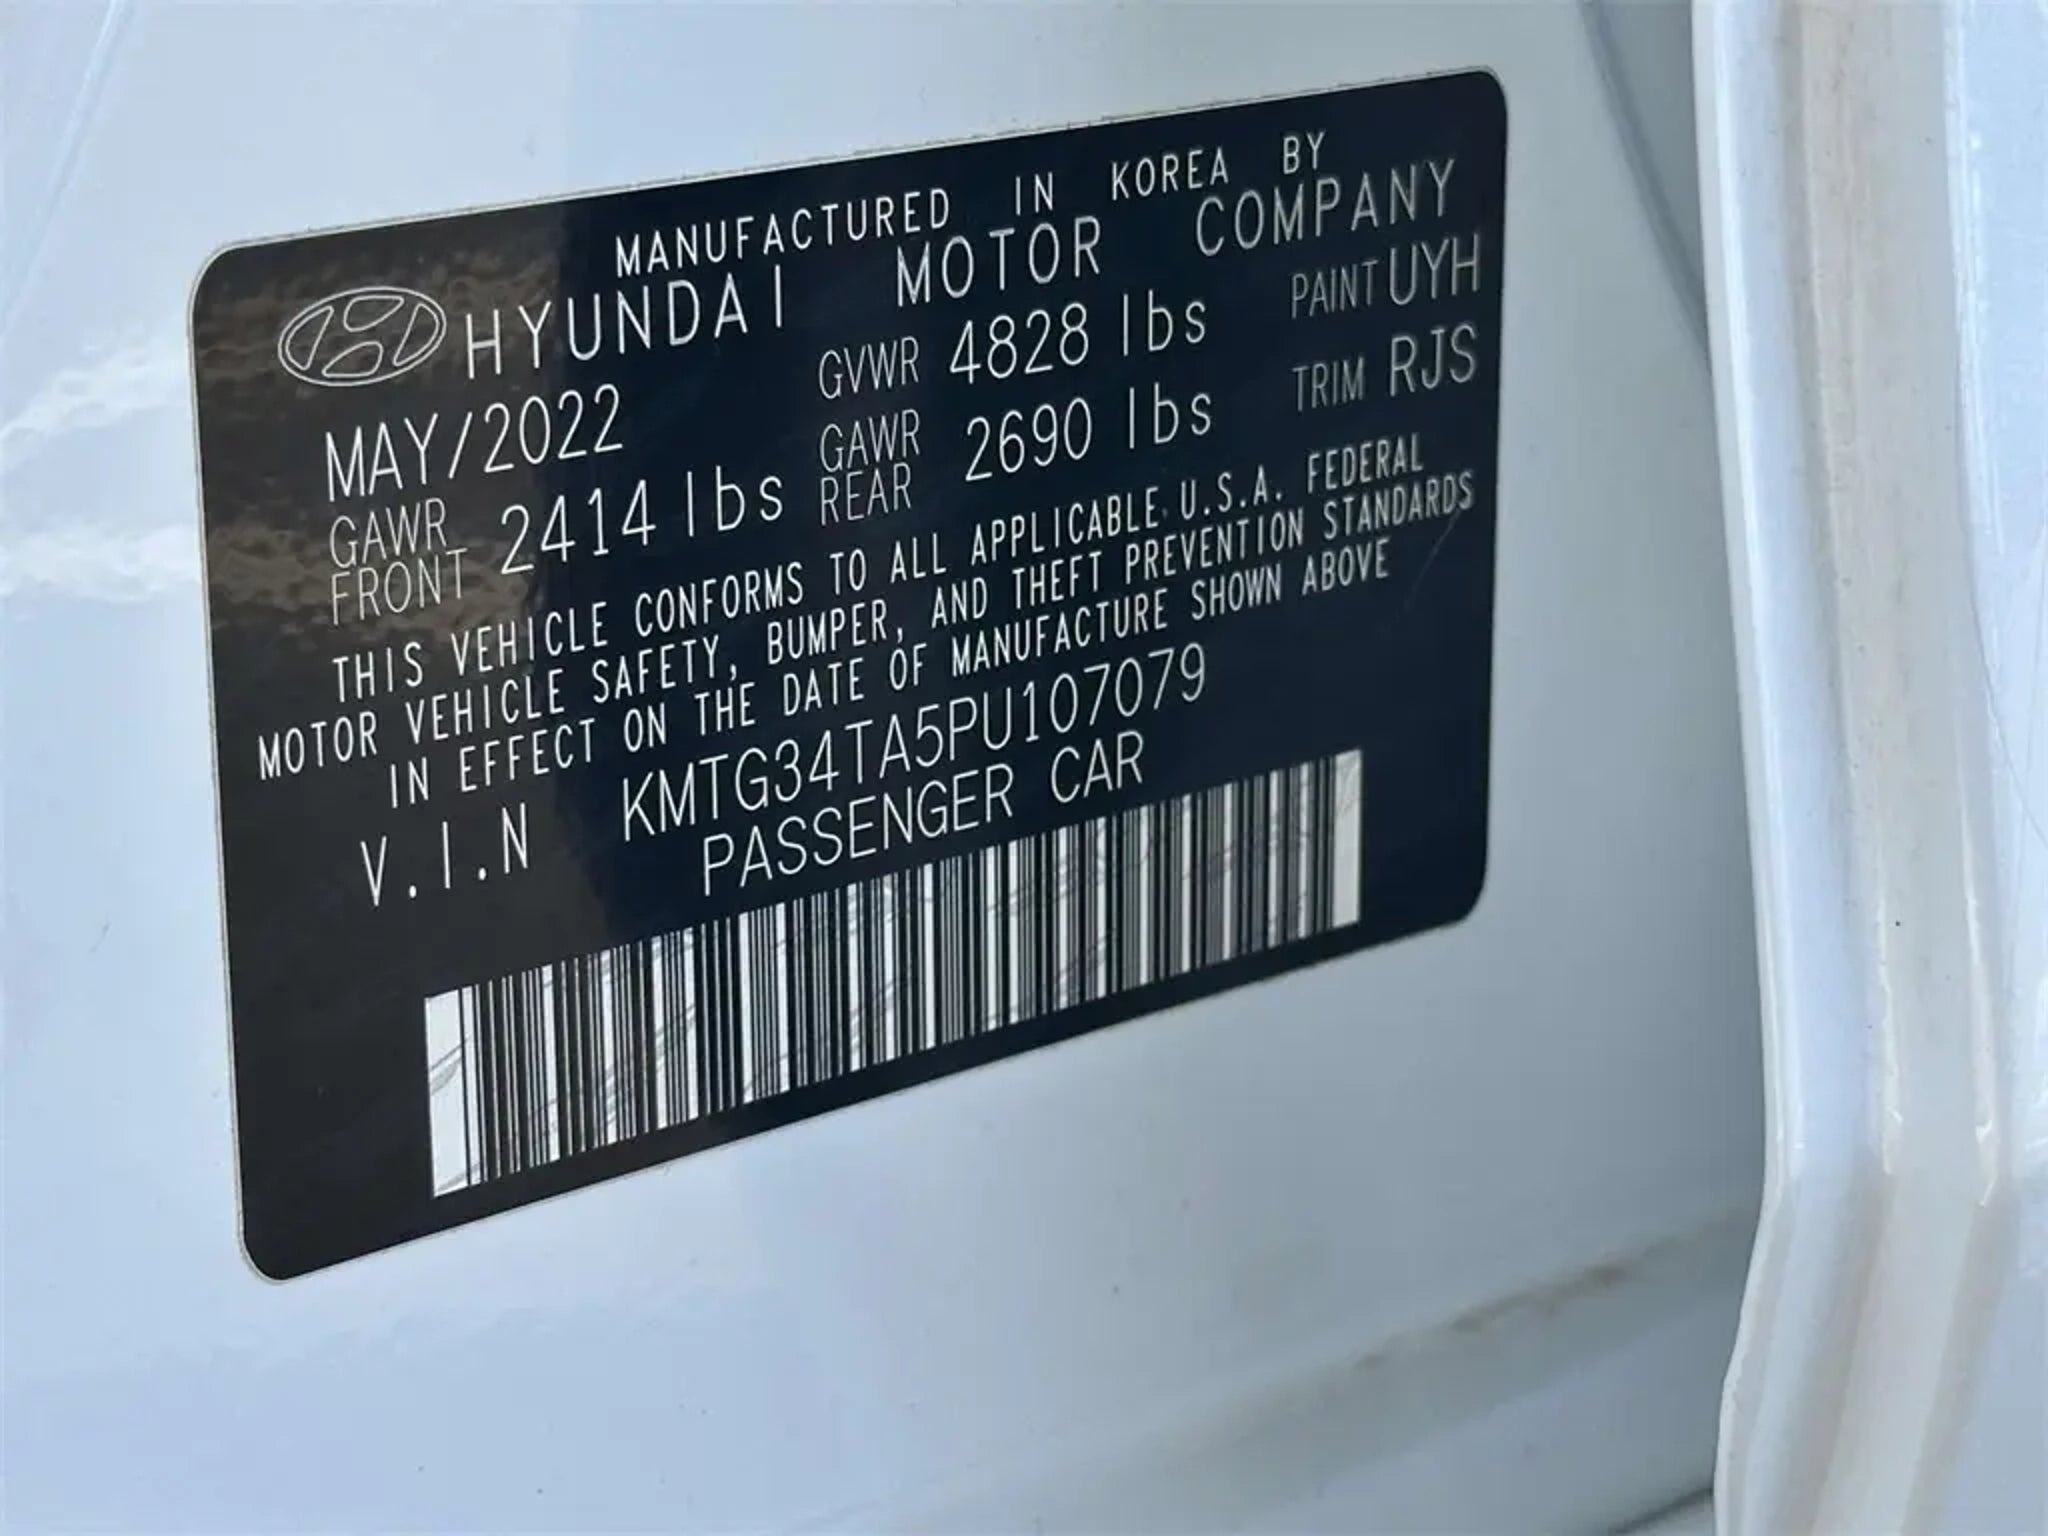 MANUFACTURED IN KOREA BY
HYUNDAI MOTOR COMPANY
MAY/2022 GVWR 4828 lbs PAINT UYH
GAWR FRONT 2414 lbs GAWR REAR 2690 lbs TRIM RJS
THIS VEHICLE CONFORMS TO ALL APPLICABLE U.S.A. FEDERAL
MOTOR VEHICLE SAFETY, BUMPER, AND THEFT PREVENTION STANDARDS
IN EFFECT ON THE DATE OF MANUFACTURE SHOWN ABOVE
V.I.N KMTG34TA5PU107079
PASSENGER CAR